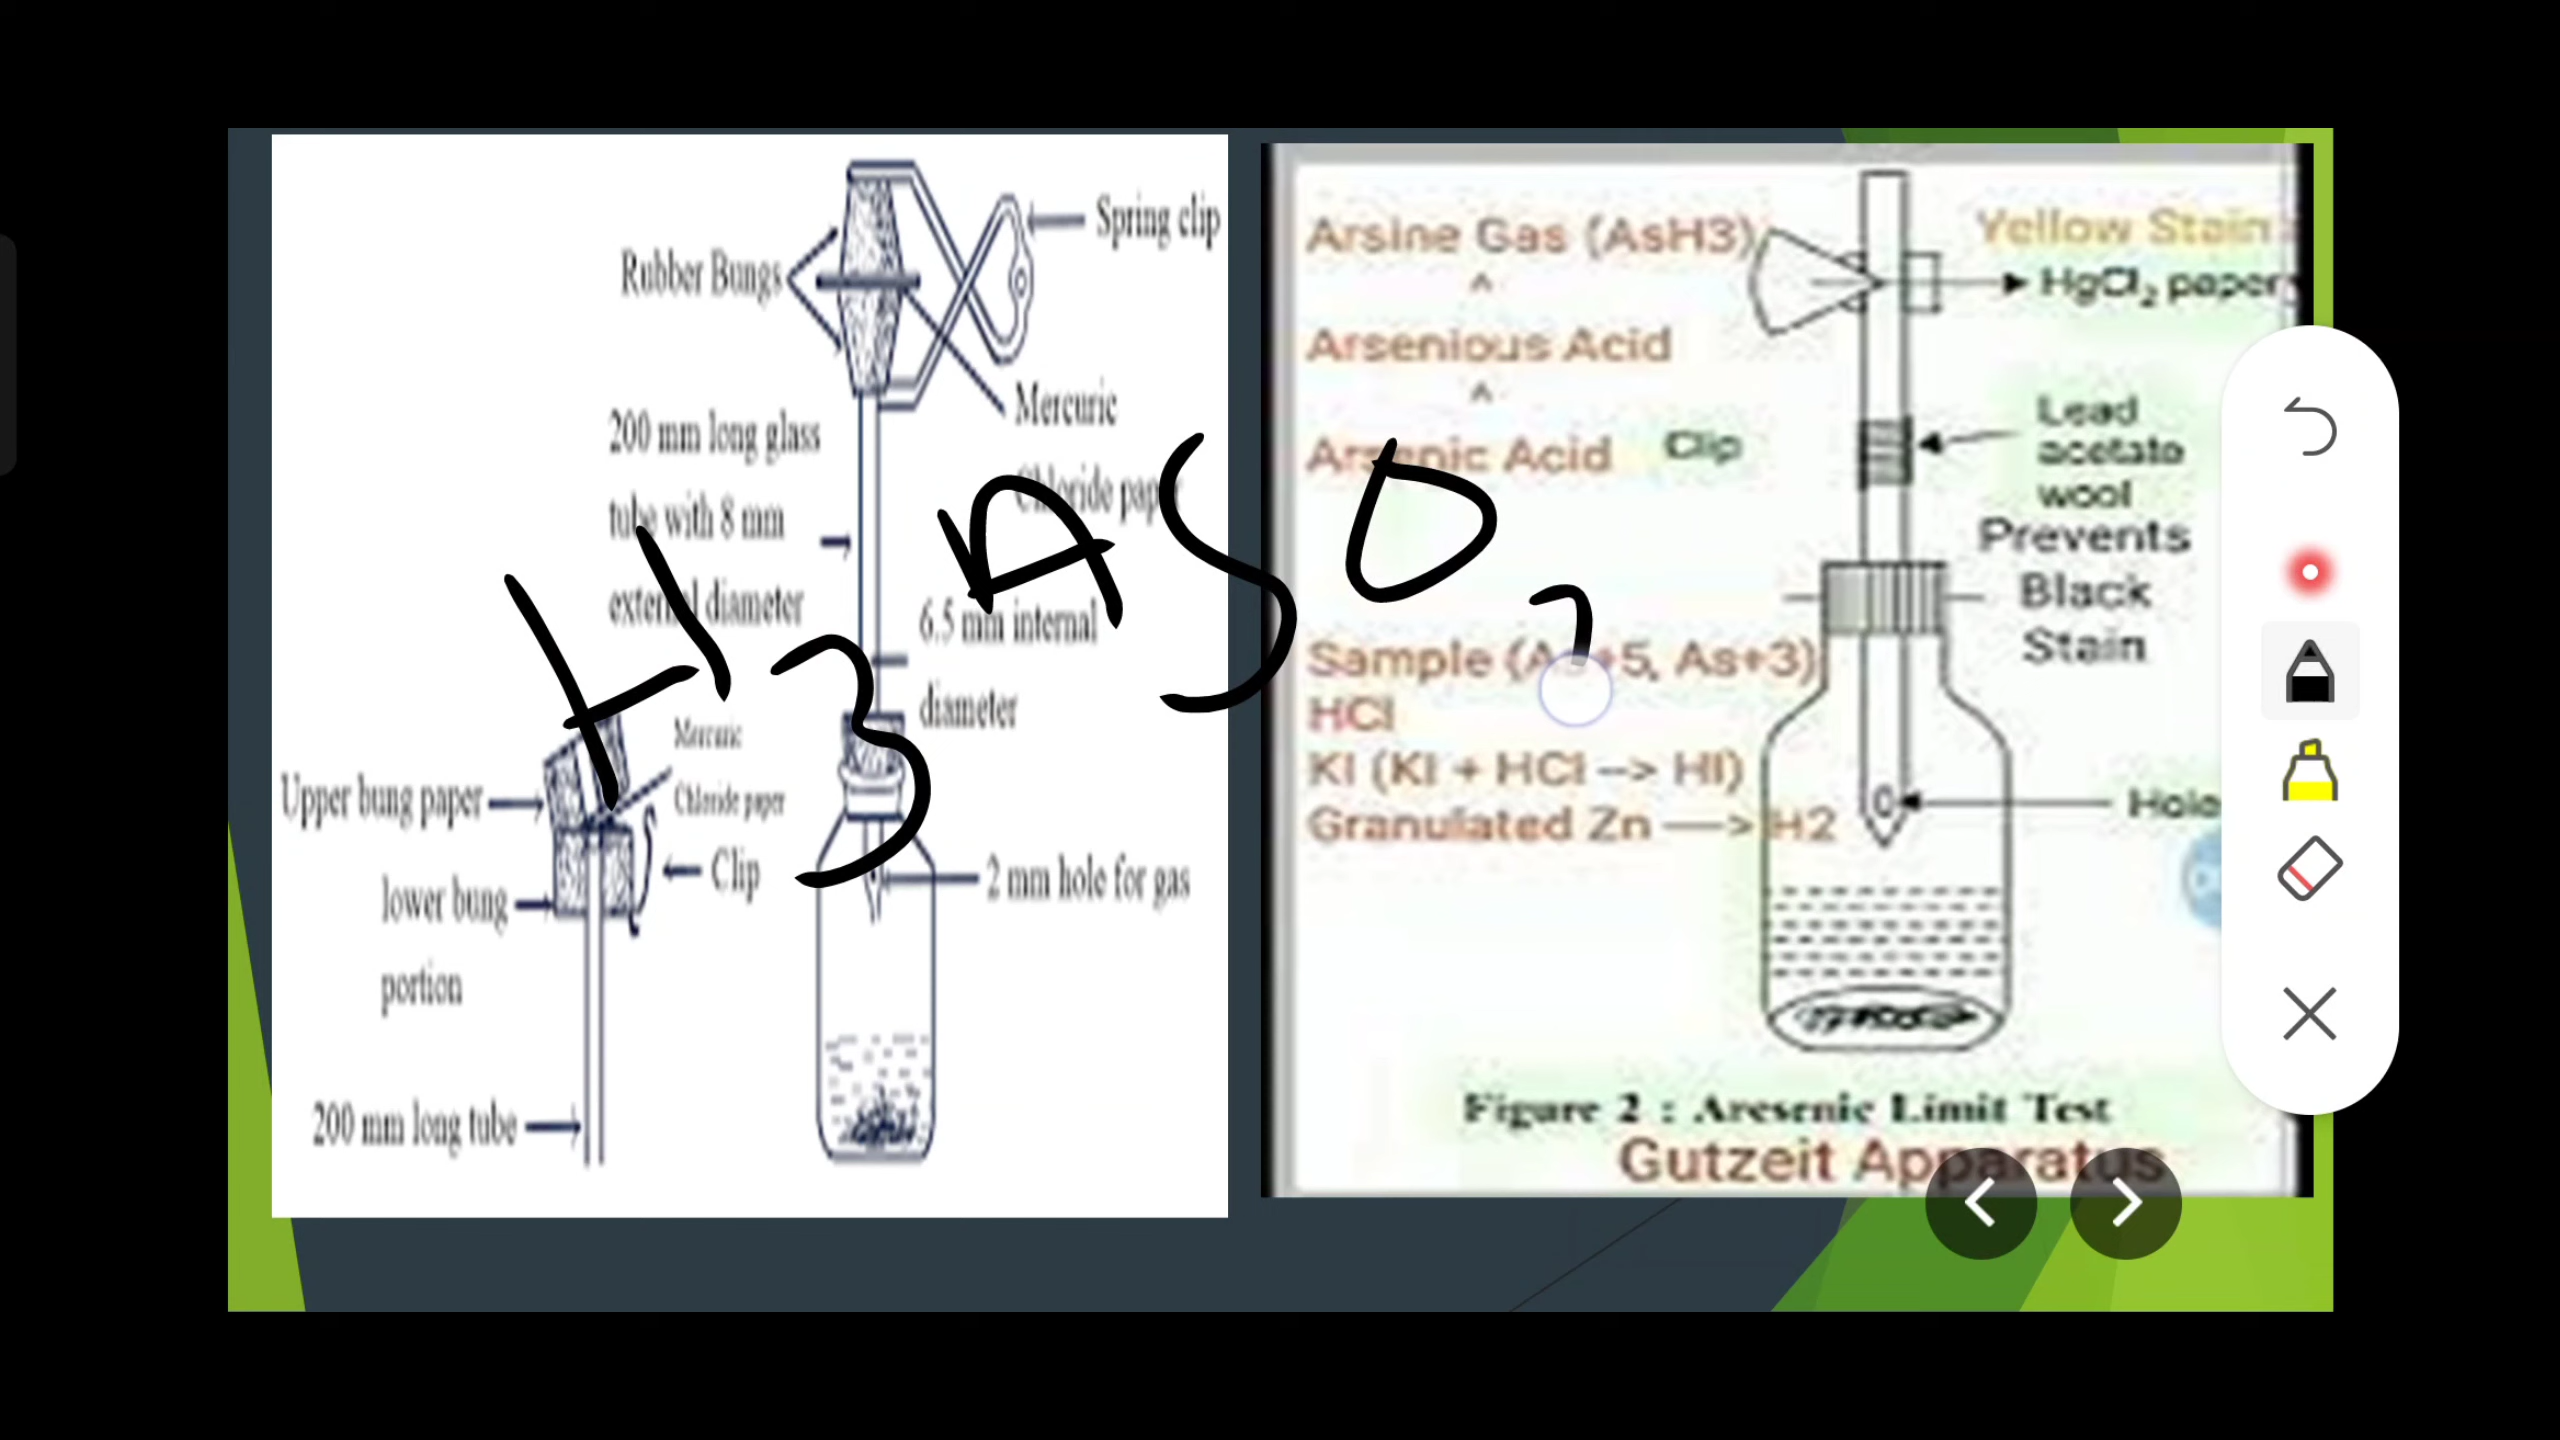 Spring clip
Rubber Bungs
Mercuric
Chloride paper
200 mm long glass
tube with 8 mm
external diameter
6.5 mm internal
diameter
Mercuric
Chloride paper
Upper bung paper
Clip
lower bung
portion
2 mm hole for gas
200 mm long tube
H3 AsO
Arsine Gas (AsH3)
^
Arsenious Acid
^
Arsenic Acid
Clip
Sample (As+5, As+3)
HCl
KI (KI + HCl --> HI)
Granulated Zn —-> H2
Yellow Stain
HgCl₂ paper
Lead
acetate
wool
Prevents
Black
Stain
Hole
Figure 2 : Aresenic Limit Test
Gutzeit Apparatus